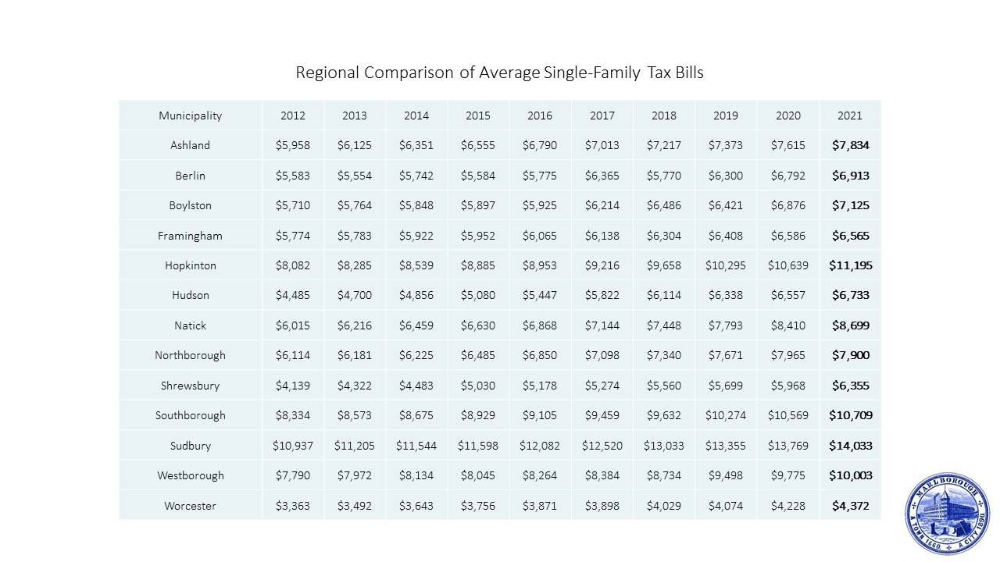 Regional Comparison of Average Single-Family Tax Bills
Municipality 2012 2013 2014 2015 2016 2017 2018 2019 2020 2021
Ashland $5,958 $6,125 $6,351 $6,555 $6,790 $7,013 $7,217 $7,373 $7,615 $7,834
Berlin $5,583 $5,554 $5,742 $5,584 $5,775 $6,365 $5,770 $6,300 $6,792 $6,913
Boylston $5,710 $5,764 $5,848 $5,897 $5,925 $6,214 $6,486 $6,421 $6,876 $7,125
Framingham $5,774 $5,783 $5,922 $5,952 $6,065 $6,138 $6,304 $6,408 $6,586 $6,565
Hopkinton $8,082 $8,285 $8,539 $8,885 $8,953 $9,216 $9,658 $10,295 $10,639 $11,195
Hudson $4,485 $4,700 $4,856 $5,080 $5,447 $5,822 $6,114 $6,338 $6,557 $6,733
Natick $6,015 $6,216 $6,459 $6,630 $6,868 $7,144 $7,448 $7,793 $8,410 $8,699
Northborough $6,114 $6,181 $6,225 $6,485 $6,850 $7,098 $7,340 $7,671 $7,965 $7,900
Shrewsbury $4,139 $4,322 $4,483 $5,030 $5,178 $5,274 $5,560 $5,699 $5,968 $6,355
Southborough $8,334 $8,573 $8,675 $8,929 $9,105 $9,459 $9,632 $10,274 $10,569 $10,709
Sudbury $10,937 $11,205 $11,544 $11,598 $12,082 $12,520 $13,033 $13,355 $13,769 $14,033
Westborough $7,790 $7,972 $8,134 $8,045 $8,264 $8,384 $8,734 $9,498 $9,775 $10,003
Worcester $3,363 $3,492 $3,643 $3,756 $3,871 $3,898 $4,029 $4,074 $4,228 $4,372
MARLBOROUGH
A TOWN 1660. A CITY 1890.